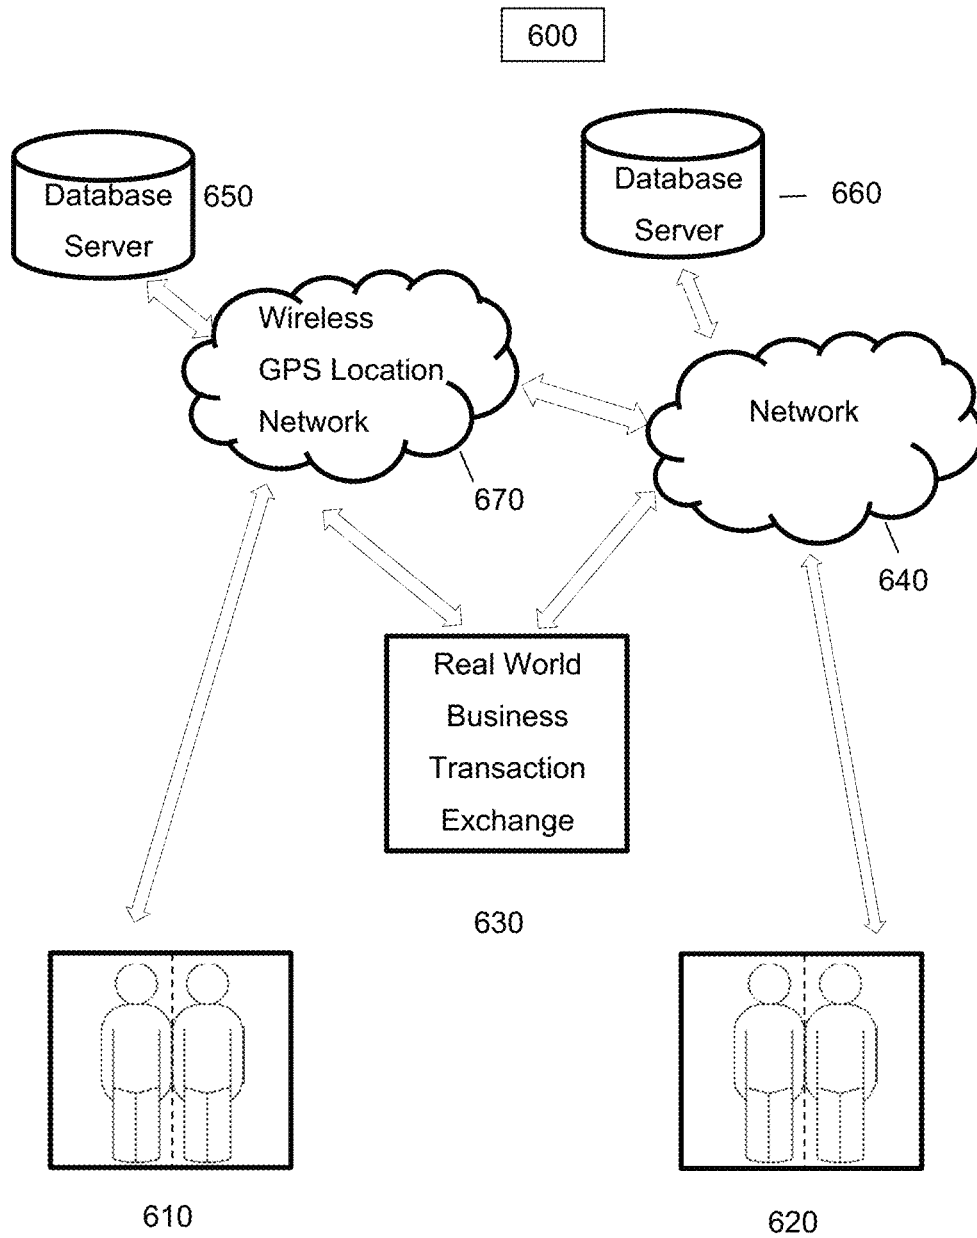 600
Database
Server
650
Database
Server
660
Wireless
GPS Location
Network
670
Network
640
Real World
Business
Transaction
Exchange
630
610
620